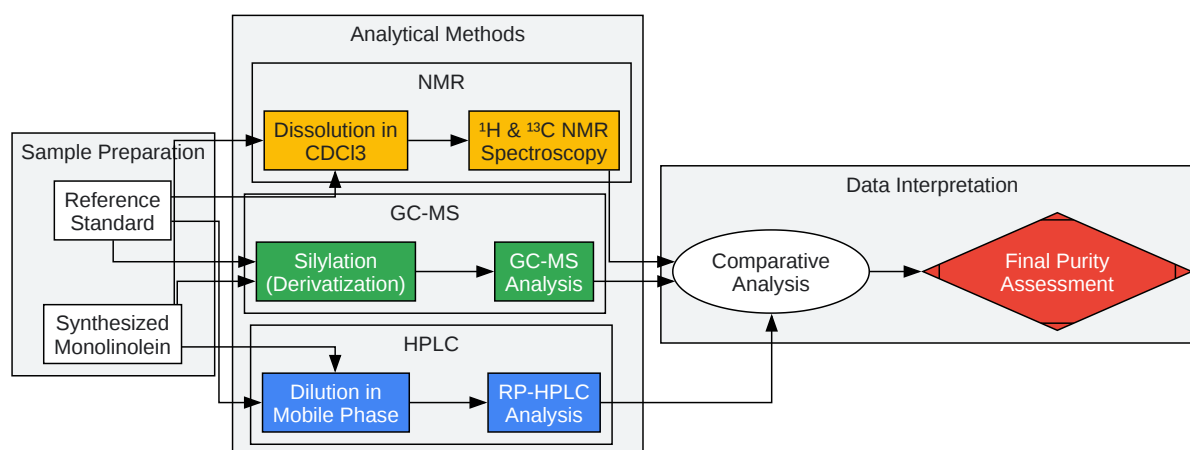 Sample Preparation
Reference
Standard
Synthesized
Monolinolein
Analytical Methods
NMR
Dissolution in
CDCl3
¹H & ¹³C NMR
Spectroscopy
GC-MS
Silylation
(Derivatization)
GC-MS
Analysis
HPLC
Dilution in
Mobile Phase
RP-HPLC
Analysis
Data Interpretation
Comparative
Analysis
Final Purity
Assessment